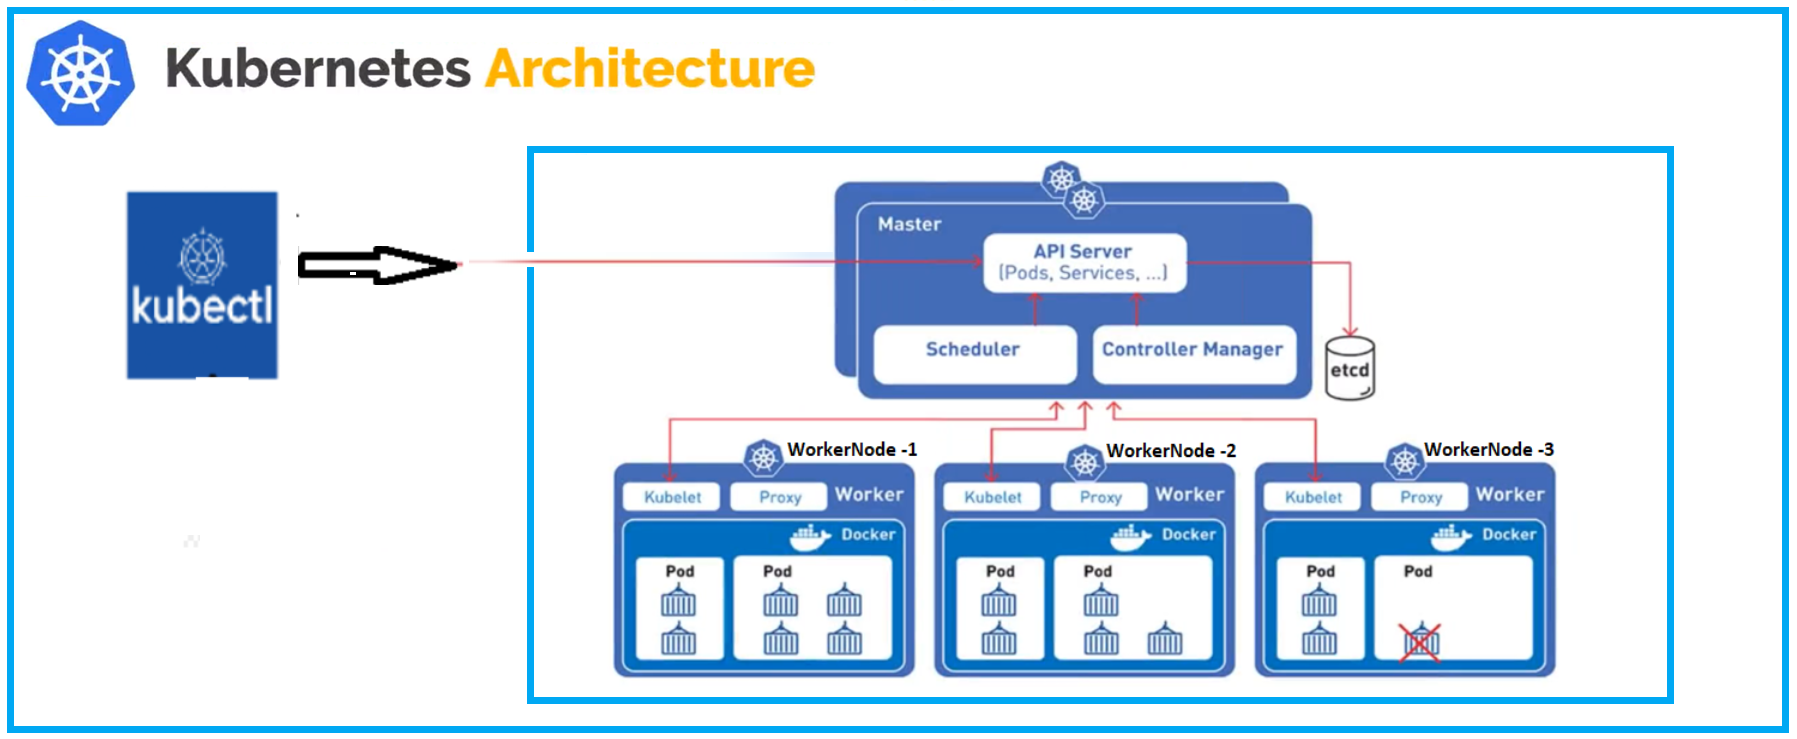 Kubernetes Architecture
kubectl
Master
API Server
(Pods, Services, ...)
Scheduler
Controller Manager
etcd
WorkerNode -1
Kubelet
Proxy
Worker
Docker
Pod
Pod
WorkerNode -2
Kubelet
Proxy
Worker
Docker
Pod
Pod
WorkerNode -3
Kubelet
Proxy
Worker
Docker
Pod
Pod